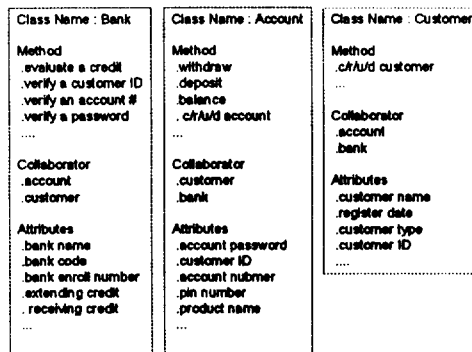 Class Name : Bank
Method
.evaluate a credit
.verify a customer ID
.verify an account #
.verify a password
....
Collaborator
.account
.customer
Attributes
.bank name
.bank code
.bank enroll number
.extending credit
. receiving credit
...
Class Name : Account
Method
.withdraw
.deposit
.balance
. c/r/u/d account
....
Collaborator
.customer
.bank
Attributes
.account password
.customer ID
.account nubmer
.pin number
.product name
...
Class Name : Customer
Method
.c/r/u/d customer
...
Collaborator
.account
.bank
Attributes
.customer name
.register date
.customer type
.customer ID
....